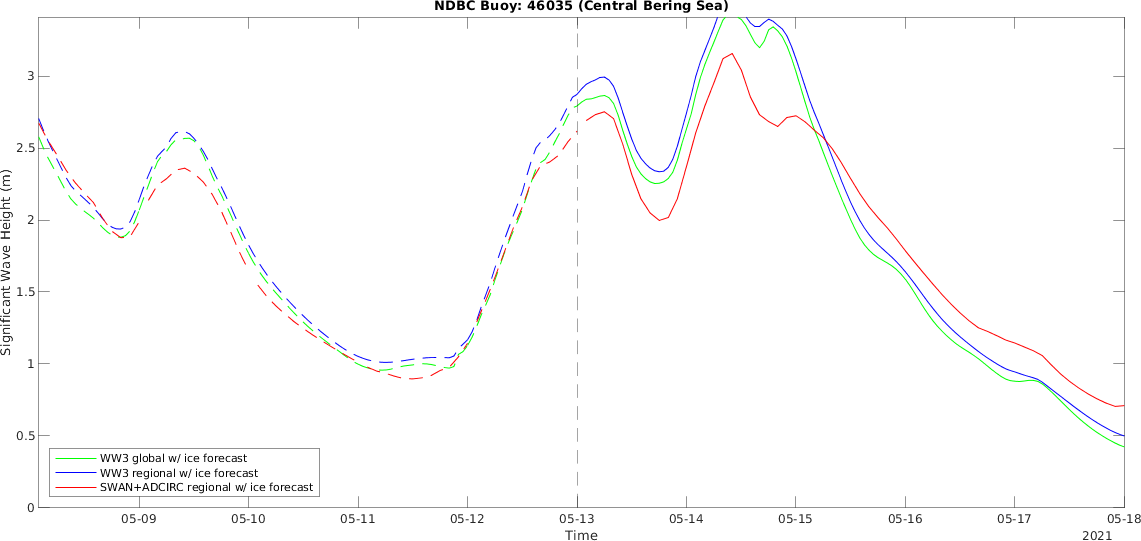 NDBC Buoy: 46035 (Central Bering Sea)
Significant Wave Height (m)
3
2.5
2
1.5
1
0.5
0
WW3 global w/ ice forecast
WW3 regional w/ ice forecast
SWAN+ADCIRC regional w/ ice forecast
05-09 05-10 05-11 05-12 05-13 05-14 05-15 05-16 05-17 05-18
Time
2021